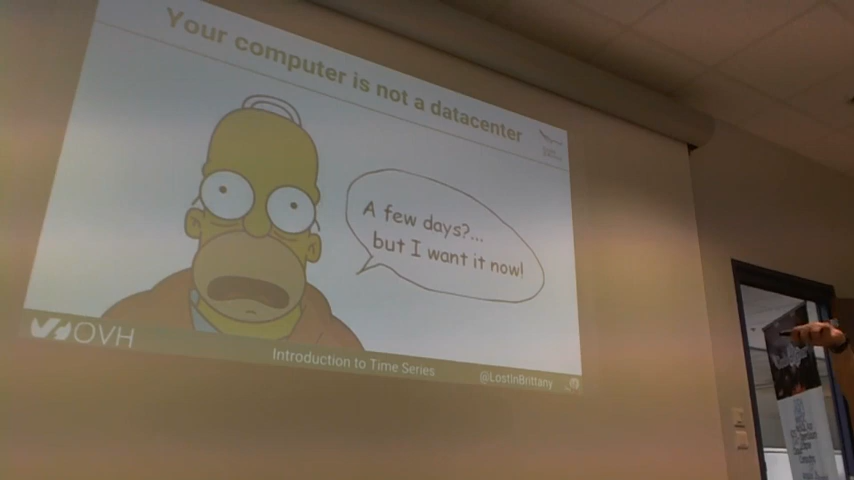 Your computer is not a datacenter
A few days?...
but I want it now!
OVH
Introduction to Time Series
@LostInBrittany